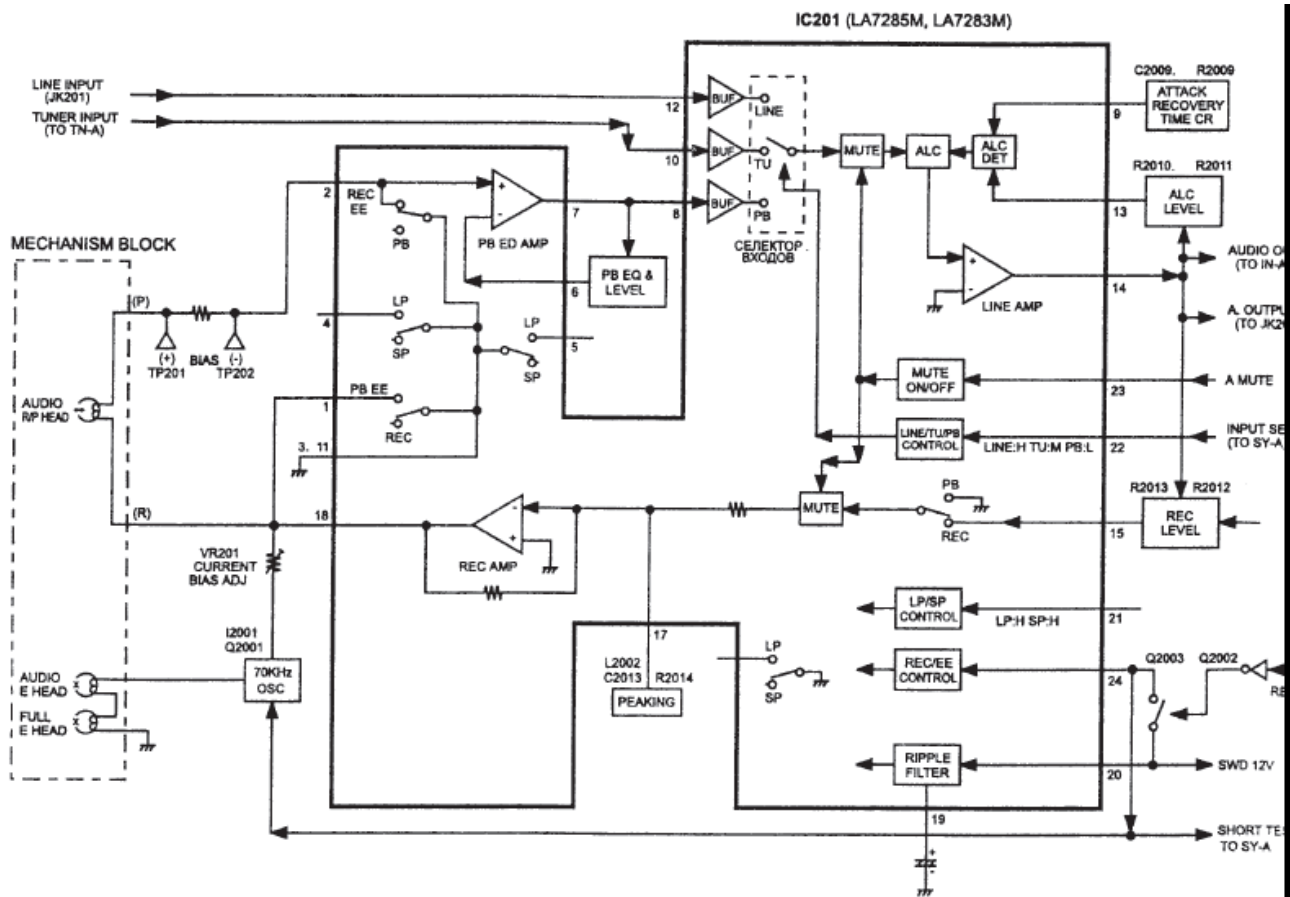 IC201 (LA7285M, LA7283M)
LINE INPUT
(JK201)
TUNER INPUT
(TO TN-A)
12
10
8
BUF
BUF
BUF
LINE
TU
PB
СЕЛЕКТОР
ВХОДОВ
MUTE
ALC
ALC
DET
C2009. R2009
ATTACK
RECOVERY
TIME CR
9
R2010. R2011
ALC
LEVEL
13
LINE AMP
+
-
14
AUDIO O
(TO IN-A
A. OUTPU
(TO JK20
2
REC
EE
PB
+
-
PB ED AMP
7
PB EQ &
LEVEL
6
MECHANISM BLOCK
(P)
(+)
TP201
BIAS
(-)
TP202
4
LP
SP
LP
SP
5
AUDIO
R/P HEAD
1
PB EE
REC
3. 11
(R)
18
MUTE
ON/OFF
23
A MUTE
LINE/TU/PB
CONTROL
LINE:H TU:M PB:L
22
INPUT SE
(TO SY-A
REC AMP
-
+
MUTE
PB
REC
15
R2013 R2012
REC
LEVEL
VR201
CURRENT
BIAS ADJ
I2001
Q2001
70KHz
OSC
AUDIO
E HEAD
FULL
E HEAD
17
L2002
C2013 R2014
PEAKING
LP
SP
LP/SP
CONTROL
LP:H SP:H
21
REC/EE
CONTROL
24
Q2003 Q2002
RE
RIPPLE
FILTER
20
SWD 12V
19
+
-
SHORT TES
TO SY-A